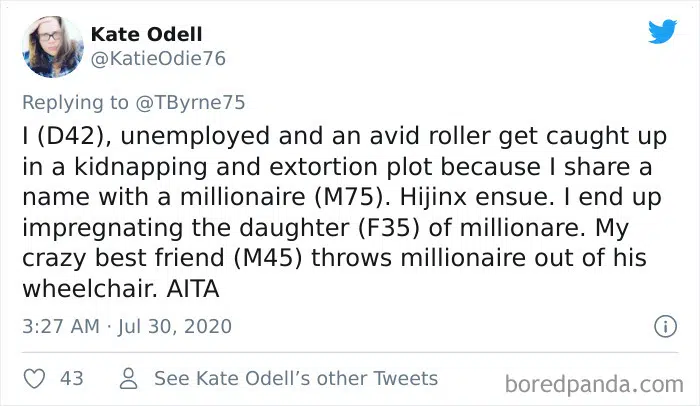 Kate Odell
@KatieOdie76
Replying to @TByrne75
I (D42), unemployed and an avid roller get caught up
in a kidnapping and extortion plot because I share a
name with a millionaire (M75). Hijinx ensue. I end up
impregnating the daughter (F35) of millionare. My
crazy best friend (M45) throws millionaire out of his
wheelchair. AITA
3:27 AM · Jul 30, 2020
43 See Kate Odell’s other Tweets
boredpanda.com